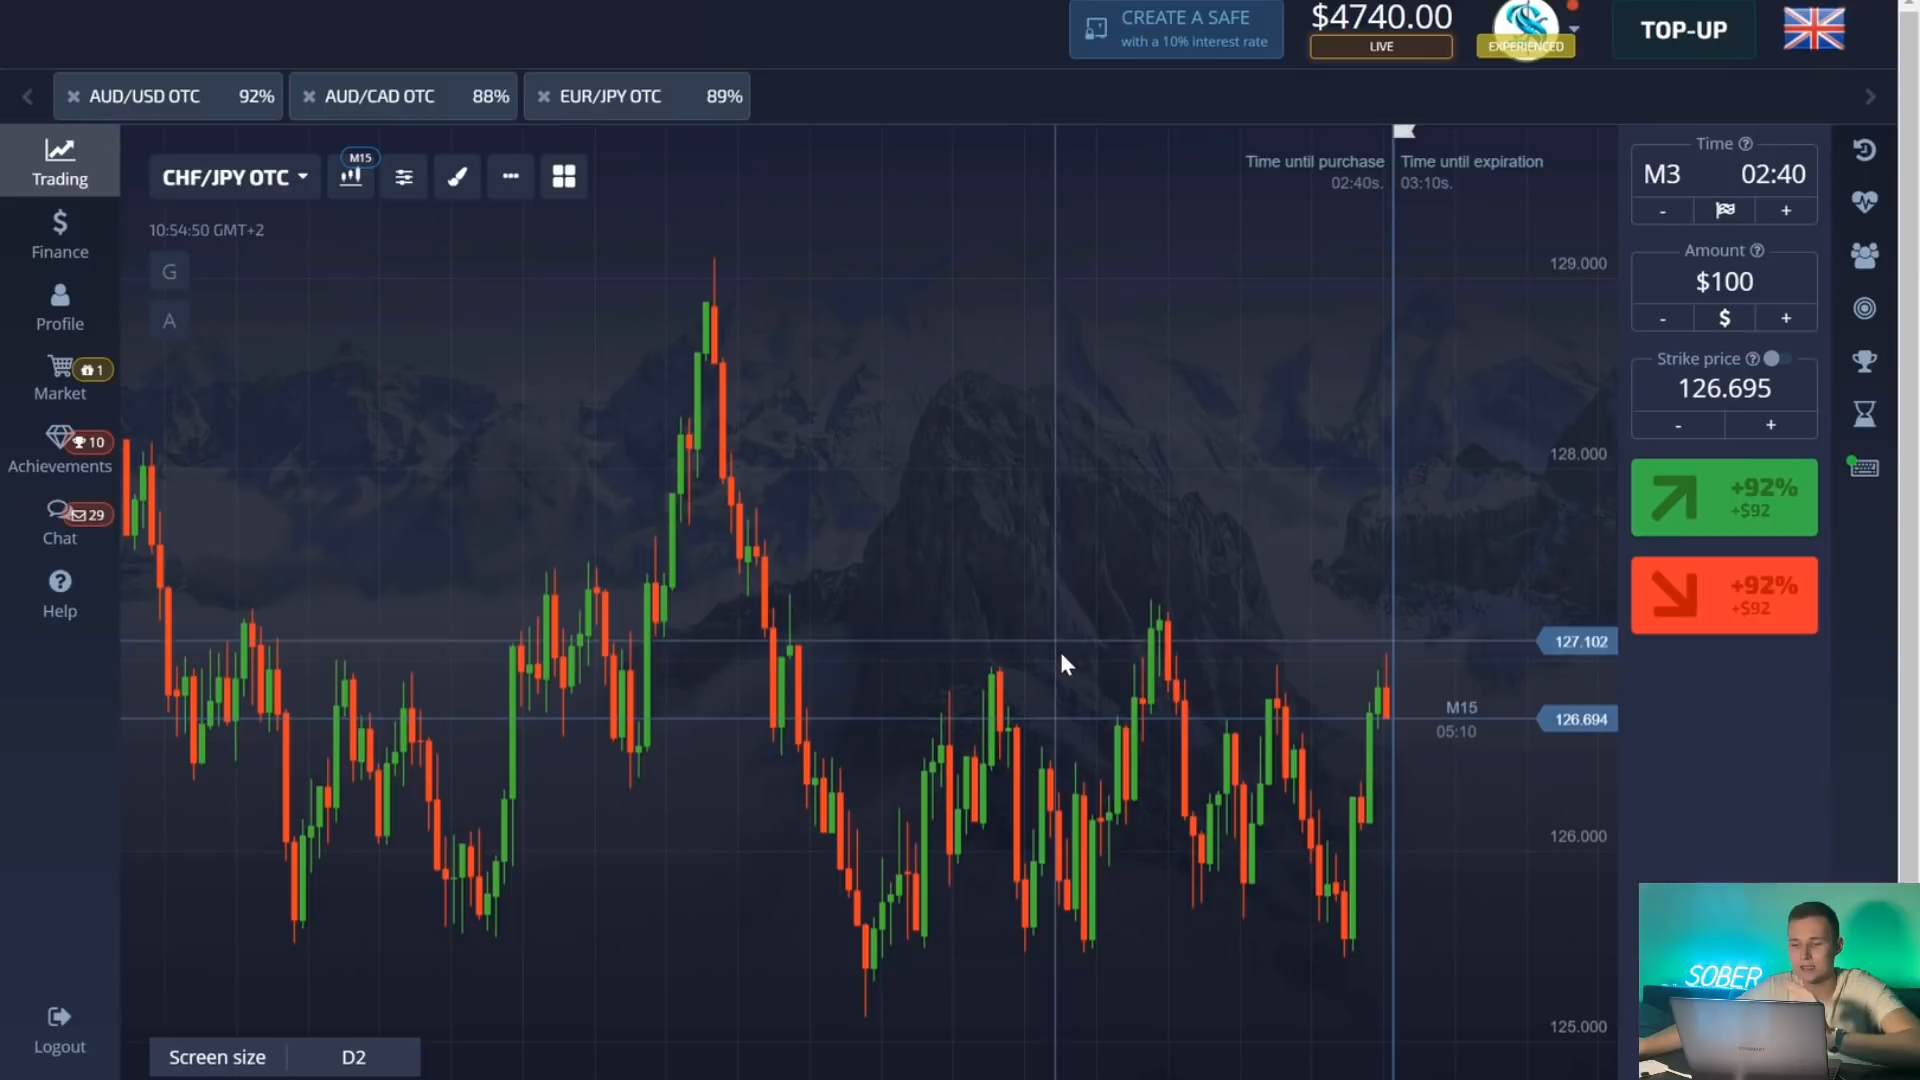 CREATE A SAFE
with a 10% interest rate
$4740.00
LIVE
EXPERIENCED
TOP-UP
AUD/USD OTC 92%
AUD/CAD OTC 88%
EUR/JPY OTC 89%
Trading
Finance
Profile
1
Market
10
Achievements
29
Chat
Help
Logout
CHF/JPY OTC
M15
10:54:50 GMT+2
G
A
Time until purchase
02:40s.
Time until expiration
03:10s.
129.000
128.000
127.102
M15
126.694
05:10
126.000
125.000
Screen size D2
Time
M3 02:40
- +
Amount
$100
- $ +
Strike price
126.695
- +
+92%
+$92
+92%
+$92
SOBER